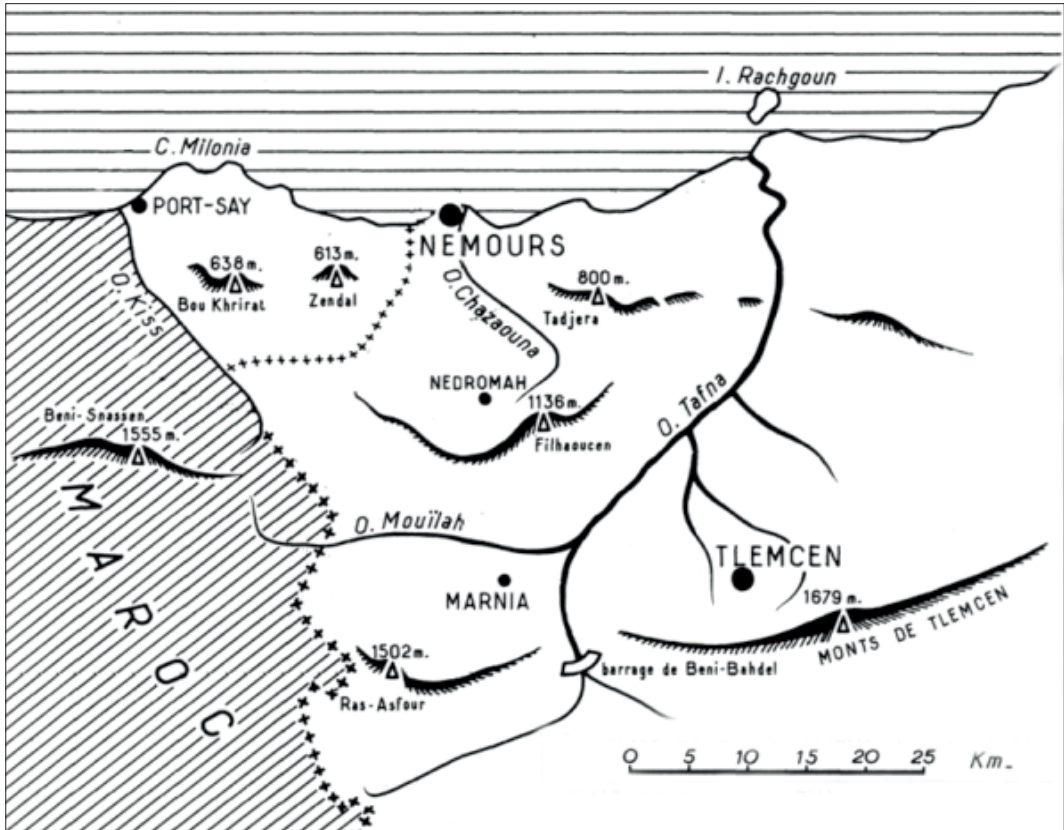 I. Rachgoun
C. Milonia
PORT-SAY
NEMOURS
638 m.
Bou Khrirat
613 m.
Zendal
O. Kiss
O. Ghazaouna
800 m.
Tadjera
NEDROMAH
1136 m.
Filhaoucen
O. Tafna
Beni-Snassen
1555 m.
MAROC
O. Mouïlah
MARNIA
TLEMCEN
1679 m.
MONTS DE TLEMCEN
1502 m.
Ras-Asfour
barrage de Beni-Bahdel
0 5 10 15 20 25 Km_